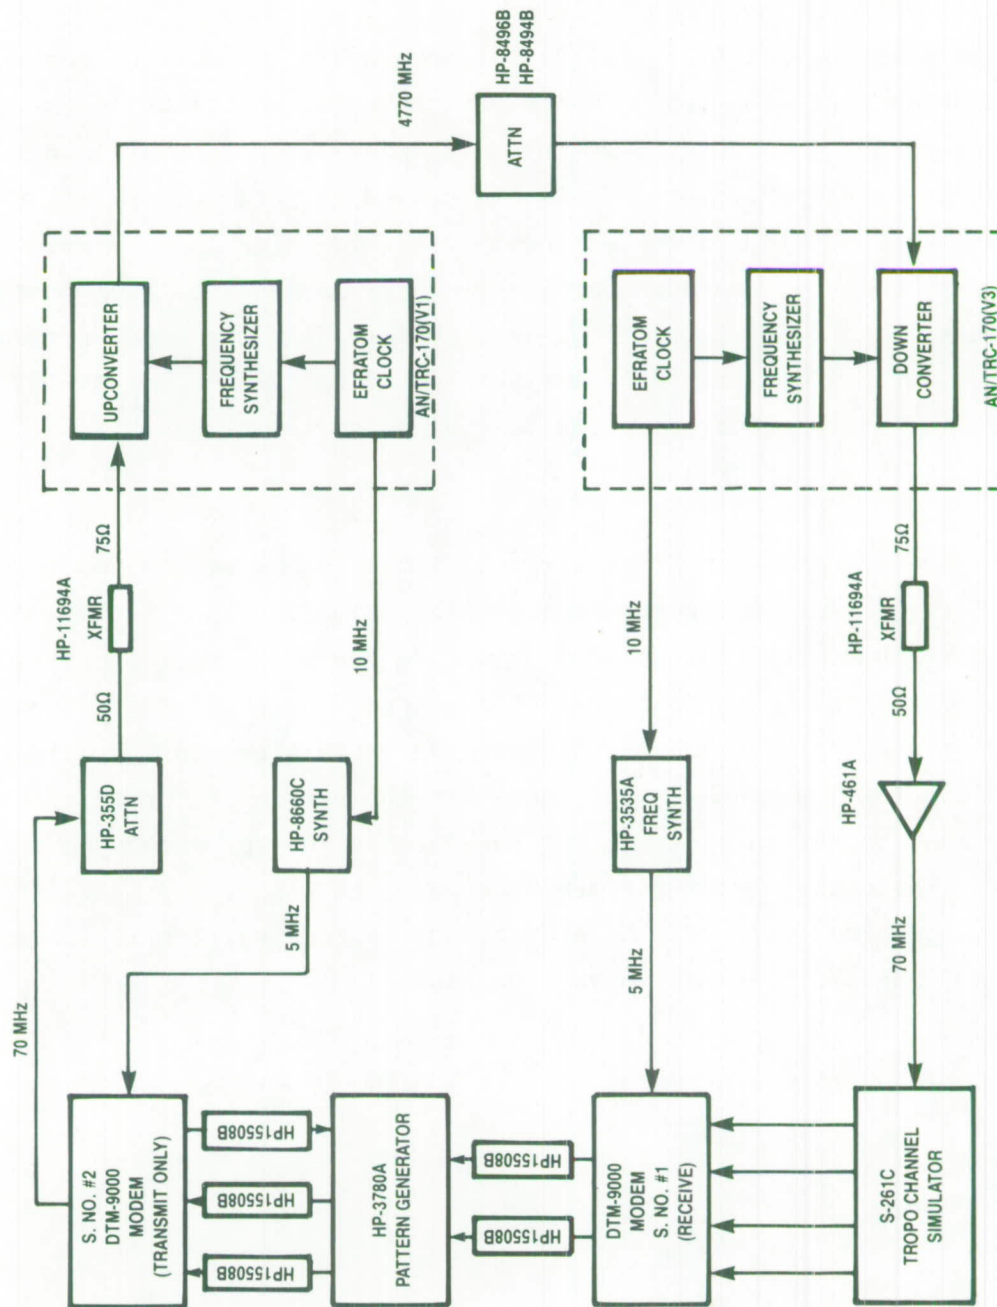 S. NO. #2
DTM-9000
MODEM
(TRANSMIT ONLY)
70 MHz
HP-355D
ATTN
50Ω
HP-11694A
XFMR
75Ω
UPCONVERTER
FREQUENCY
SYNTHESIZER
EFRATOM
CLOCK
AN/TRC-170(V1)
4770 MHz
HP-8496B
HP-8494B
ATTN
5 MHz
HP-8660C
SYNTH
10 MHz
HP15508B
HP15508B
HP15508B
HP-3780A
PATTERN GENERATOR
HP15508B
HP15508B
DTM-9000
MODEM
S. NO. #1
(RECEIVE)
5 MHz
HP-3535A
FREQ
SYNTH
10 MHz
EFRATOM
CLOCK
FREQUENCY
SYNTHESIZER
DOWN
CONVERTER
AN/TRC-170(V3)
S-261C
TROPO CHANNEL
SIMULATOR
70 MHz
HP-461A
50Ω
HP-11694A
XFMR
75Ω